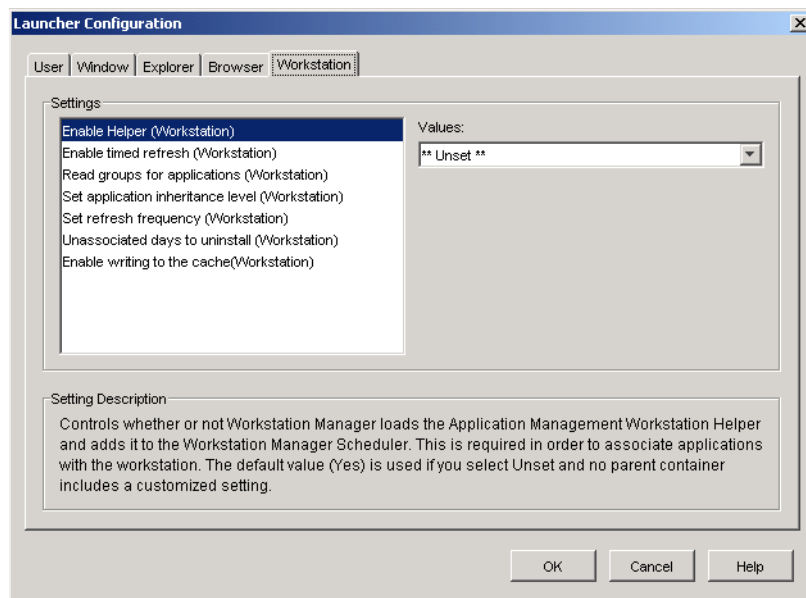 Launcher Configuration
User Window Explorer Browser Workstation
Settings
Enable Helper (Workstation)
Enable timed refresh (Workstation)
Read groups for applications (Workstation)
Set application inheritance level (Workstation)
Set refresh frequency (Workstation)
Unassociated days to uninstall (Workstation)
Enable writing to the cache(Workstation)
Values:
** Unset **
Setting Description
Controls whether or not Workstation Manager loads the Application Management Workstation Helper
and adds it to the Workstation Manager Scheduler. This is required in order to associate applications
with the workstation. The default value (Yes) is used if you select Unset and no parent container
includes a customized setting.
OK Cancel Help